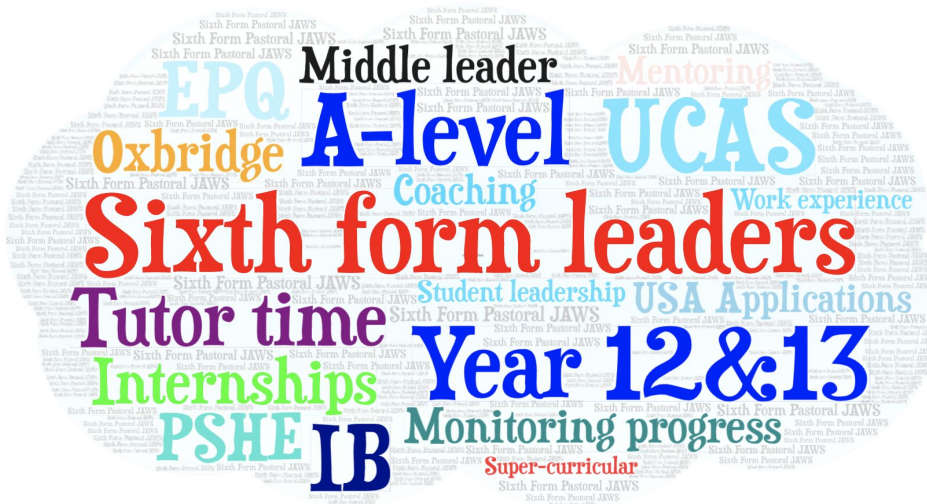 Middle leader
EPQ
Mentoring
A-level
UCAS
Oxbridge
Coaching
Work experience
Sixth form leaders
Student leadership
USA Applications
Tutor time
Sixth Form Pastoral JAWS
Year 12&13
Internships
PSHE
IB
Monitoring progress
Super-curricular